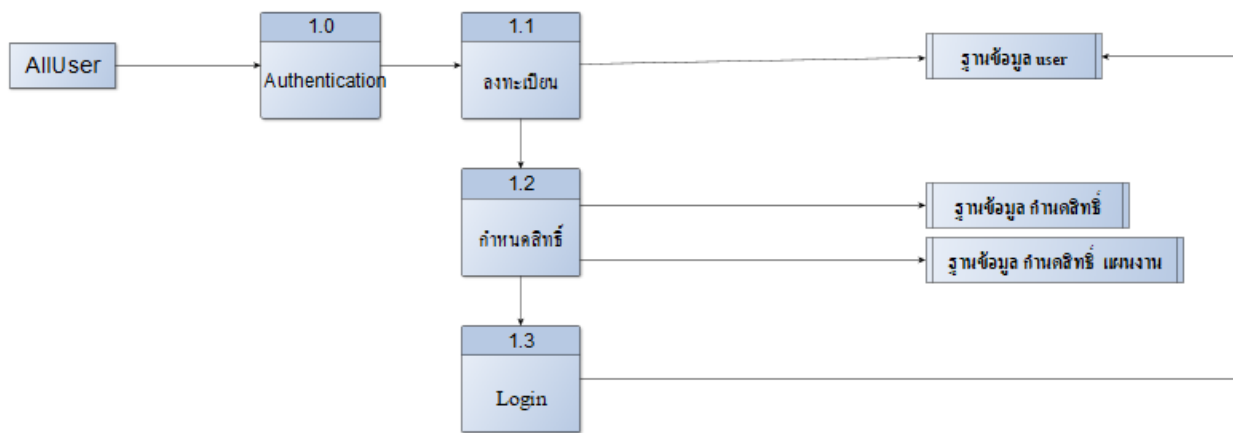 AllUser
1.0
Authentication
1.1
ลงทะเบียน
ฐานข้อมูล user
1.2
กำหนดสิทธิ์
ฐานข้อมูล กำนดสิทธิ์
ฐานข้อมูล กำนดสิทธิ์ แผนงาน
1.3
Login